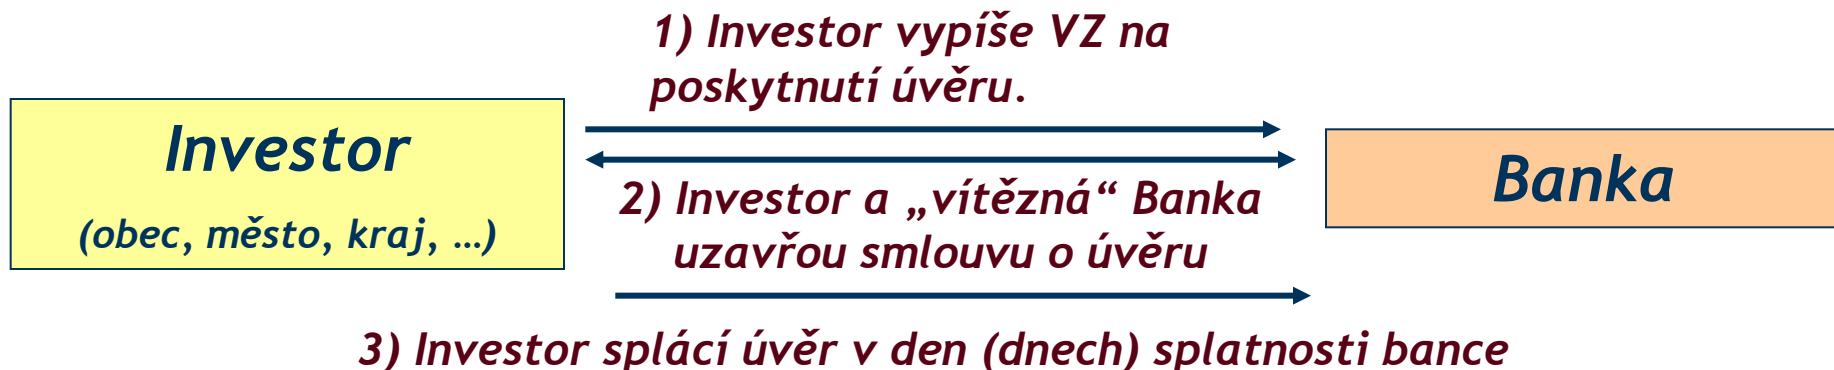 1) Investor vypíše VZ na
poskytnutí úvěru.
Investor
(obec, město, kraj, …)
Banka
2) Investor a „vítězná“ Banka
uzavřou smlouvu o úvěru
3) Investor splácí úvěr v den (dnech) splatnosti bance